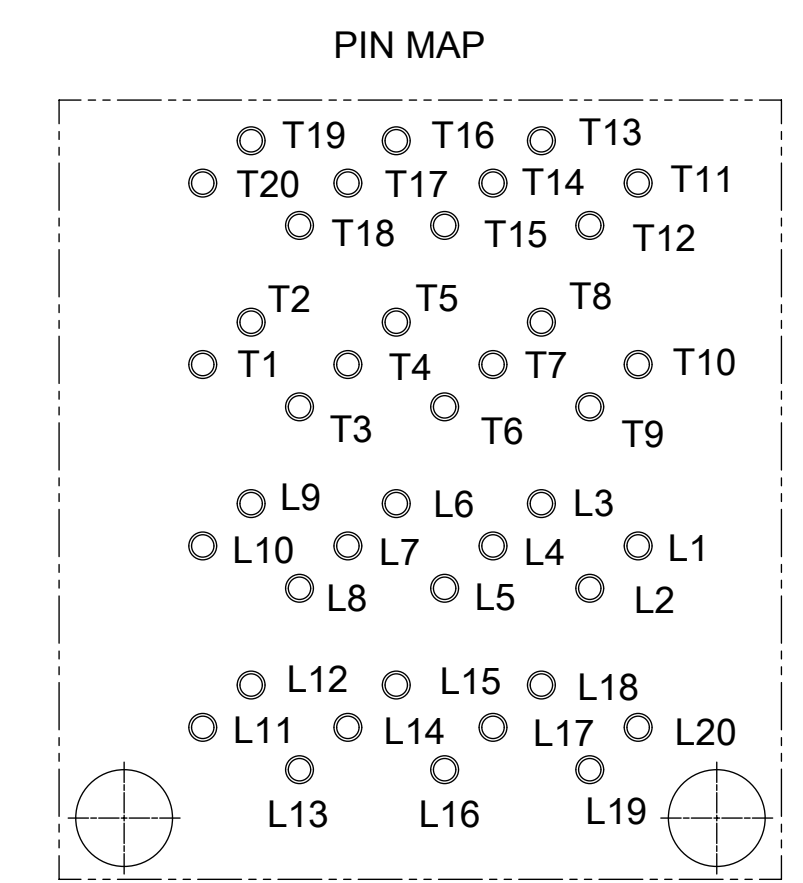 PIN MAP
T19 T16 T13
T20 T17 T14 T11
T18 T15 T12
T2 T5 T8
T1 T4 T7 T10
T3 T6 T9
L9 L6 L3
L10 L7 L4 L1
L8 L5 L2
L12 L15 L18
L11 L14 L17 L20
L13 L16 L19